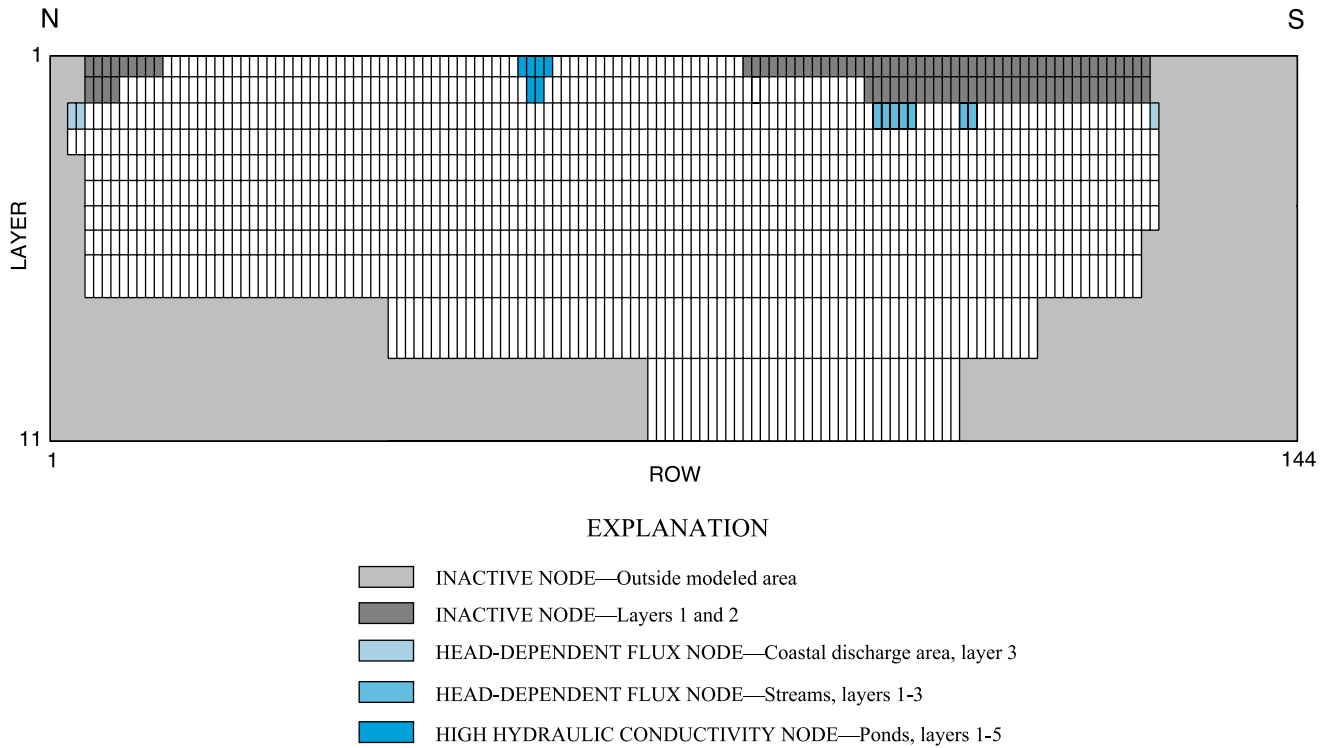 N
S
1
LAYER
11
1
144
ROW
EXPLANATION
INACTIVE NODE—Outside modeled area
INACTIVE NODE—Layers 1 and 2
HEAD-DEPENDENT FLUX NODE—Coastal discharge area, layer 3
HEAD-DEPENDENT FLUX NODE—Streams, layers 1-3
HIGH HYDRAULIC CONDUCTIVITY NODE—Ponds, layers 1-5